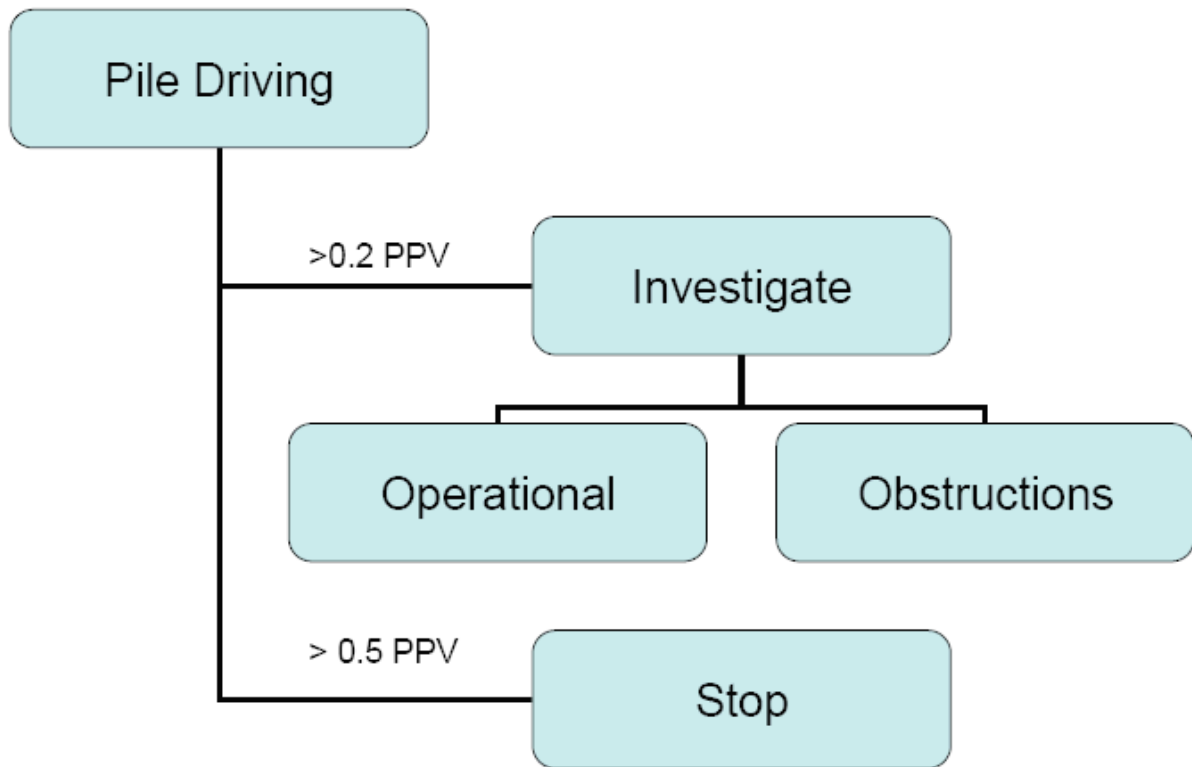 Pile Driving
>0.2 PPV
Investigate
Operational
Obstructions
> 0.5 PPV
Stop